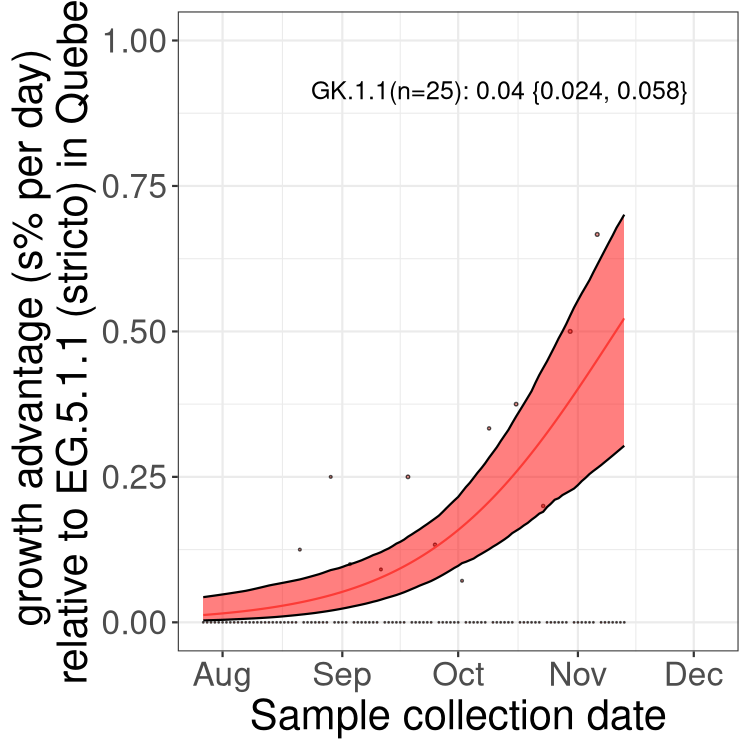 growth advantage (s% per day)
relative to EG.5.1.1 (stricto) in Quebe
1.00
0.75
0.50
0.25
0.00
GK.1.1(n=25): 0.04 {0.024, 0.058}
Aug Sep Oct Nov Dec
Sample collection date